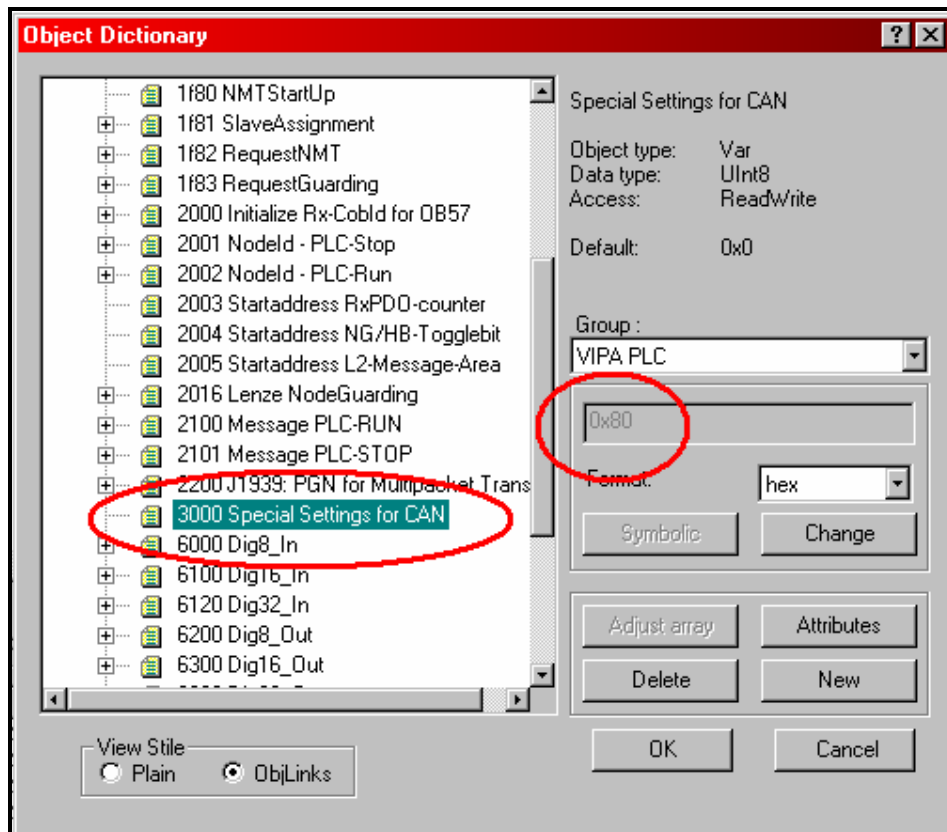 Object Dictionary
1f80 NMTStartUp
1f81 SlaveAssignment
1f82 RequestNMT
1f83 RequestGuarding
2000 Initialize Rx-CobId for OB57
2001 NodeId - PLC-Stop
2002 NodeId - PLC-Run
2003 Startaddress RxPDO-counter
2004 Startaddress NG/HB-Togglebit
2005 Startaddress L2-Message-Area
2016 Lenze NodeGuarding
2100 Message PLC-RUN
2101 Message PLC-STOP
2200 J1939: PGN for Multipacket Trans
3000 Special Settings for CAN
6000 Dig8_In
6100 Dig16_In
6120 Dig32_In
6200 Dig8_Out
6300 Dig16_Out
View Stile
Plain ObjLinks
Special Settings for CAN
Object type: Var
Data type: UInt8
Access: ReadWrite
Default: 0x0
Group :
VIPA PLC
0x80
Format: hex
Symbolic Change
Adjust array Attributes
Delete New
OK Cancel